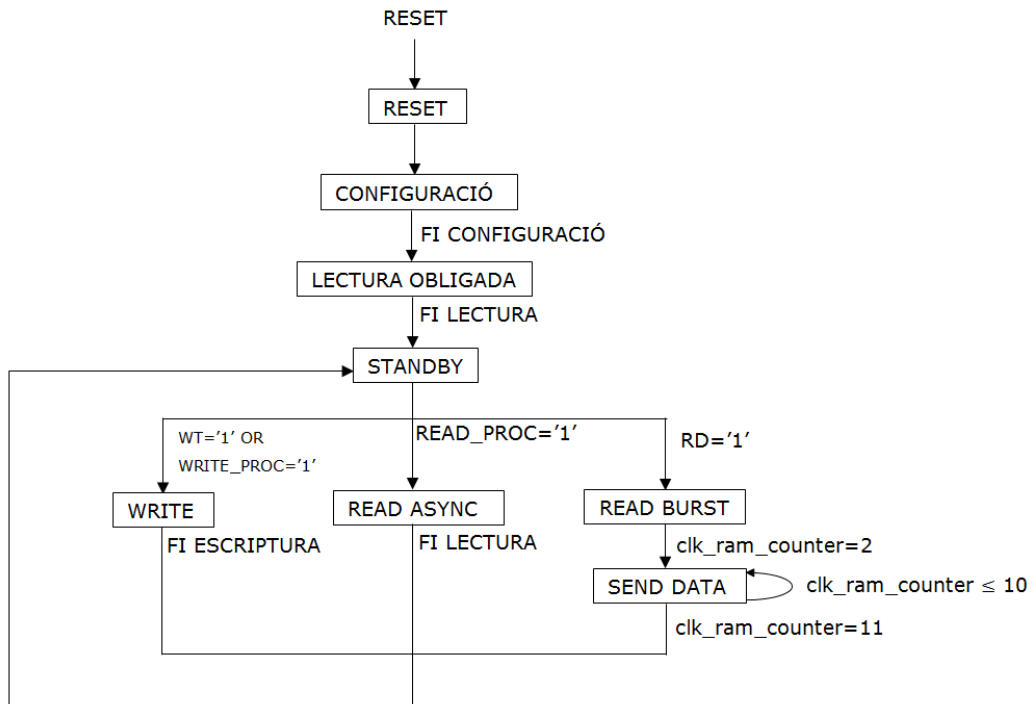 RESET
RESET
CONFIGURACIÓ
FI CONFIGURACIÓ
LECTURA OBLIGADA
FI LECTURA
STANDBY
WT='1' OR
WRITE_PROC='1'
READ_PROC='1'
RD='1'
WRITE
READ ASYNC
READ BURST
FI ESCRIPTURA
FI LECTURA
clk_ram_counter=2
SEND DATA
clk_ram_counter ≤ 10
clk_ram_counter=11